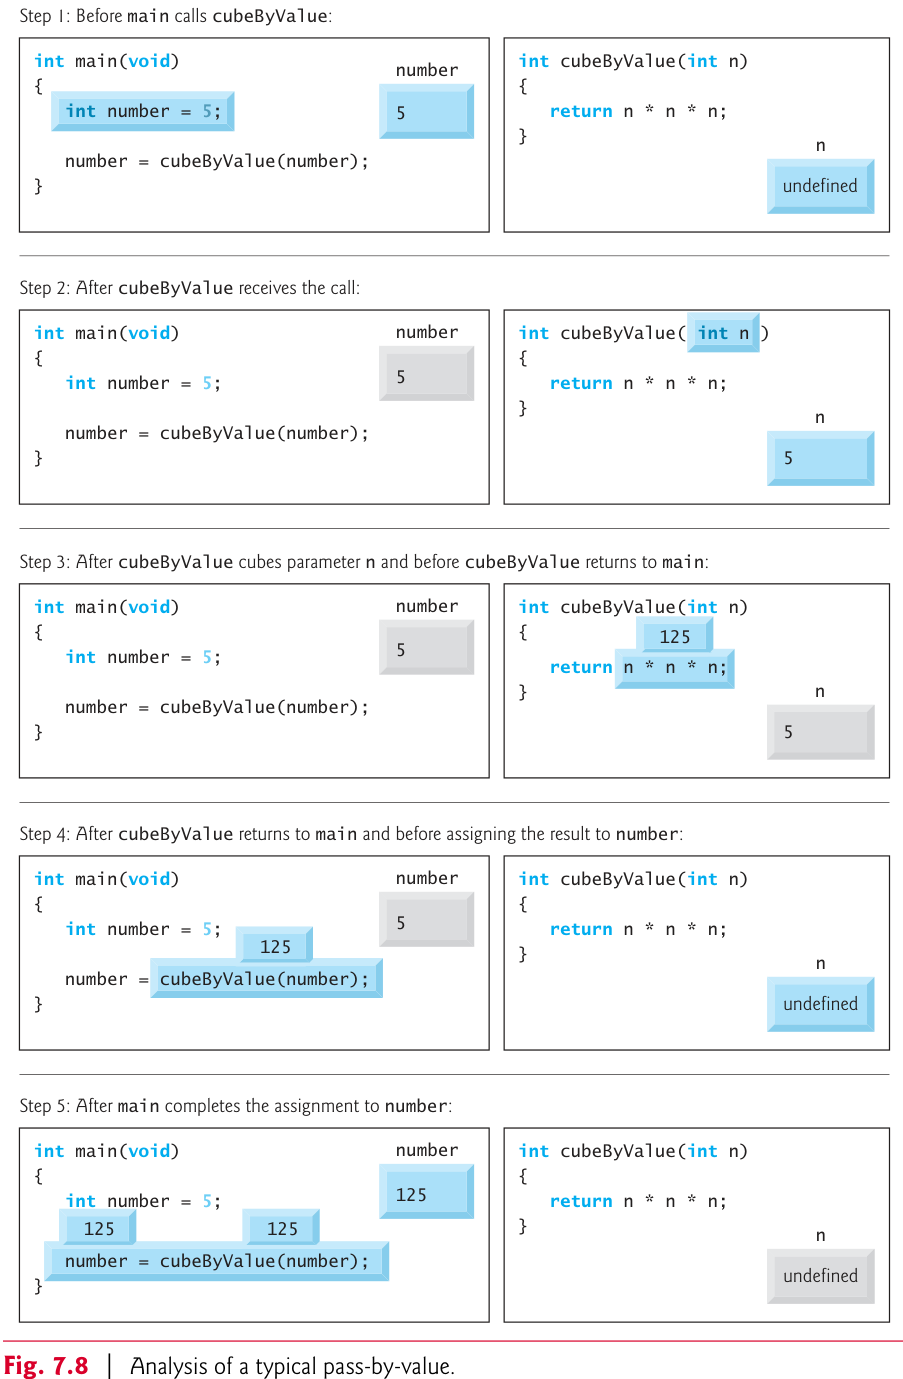 Step 1: Before main calls cubeByValue:
int main(void)
{
int number = 5;
number = cubeByValue(number);
}
number
5
int cubeByValue(int n)
{
return n * n * n;
}
n
undefined
Step 2: After cubeByValue receives the call:
int main(void)
{
int number = 5;
number = cubeByValue(number);
}
number
5
int cubeByValue( int n )
{
return n * n * n;
}
n
5
Step 3: After cubeByValue cubes parameter n and before cubeByValue returns to main:
int main(void)
{
int number = 5;
number = cubeByValue(number);
}
number
5
int cubeByValue(int n)
{
125
return n * n * n;
}
n
5
Step 4: After cubeByValue returns to main and before assigning the result to number:
int main(void)
{
int number = 5;
125
number = cubeByValue(number);
}
number
5
int cubeByValue(int n)
{
return n * n * n;
}
n
undefined
Step 5: After main completes the assignment to number:
int main(void)
{
int number = 5;
125 125
number = cubeByValue(number);
}
number
125
int cubeByValue(int n)
{
return n * n * n;
}
n
undefined
Fig. 7.8 | Analysis of a typical pass-by-value.